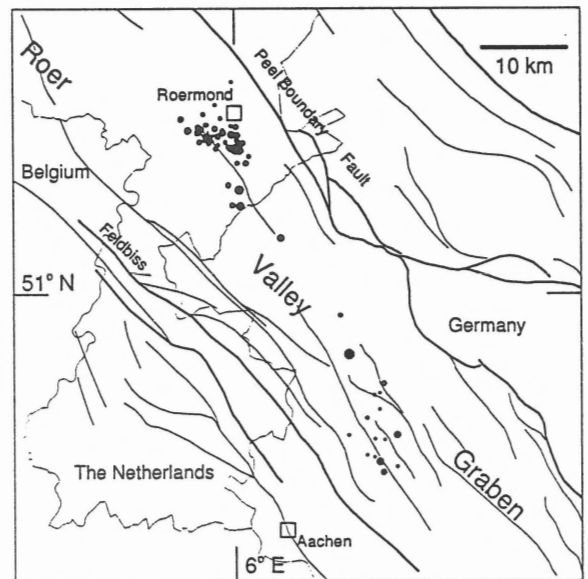 Roer
10 km
Roermond
Peel Boundary
Fault
Belgium
Feldbiss
51° N
Valley
Germany
The Netherlands
Graben
Aachen
6° E